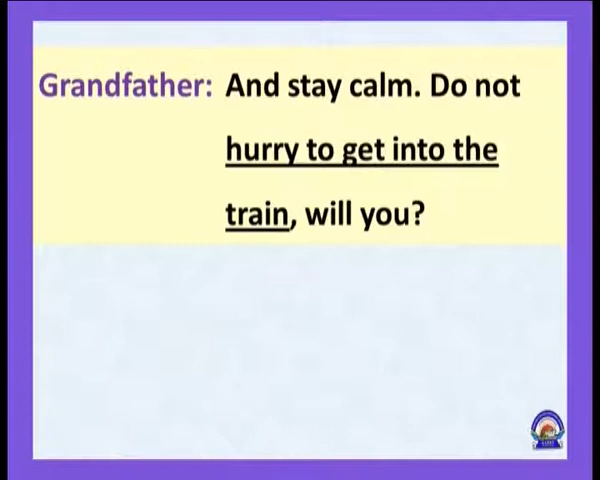 Grandfather: And stay calm. Do not
hurry to get into the
train, will you?